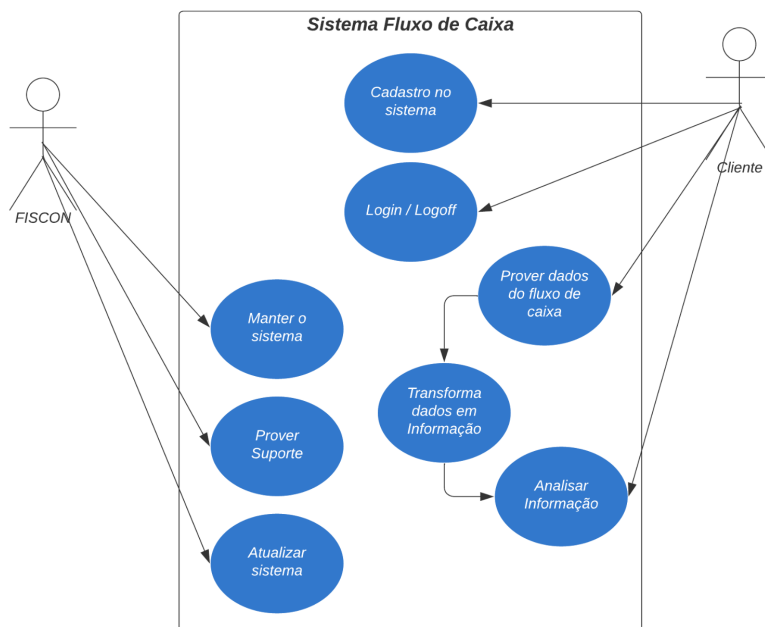 Sistema Fluxo de Caixa
Cadastro no
sistema
Cliente
Login / Logoff
FISCON
Prover dados
do fluxo de
caixa
Manter o
sistema
Transforma
dados em
Informação
Prover
Suporte
Analisar
Informação
Atualizar
sistema